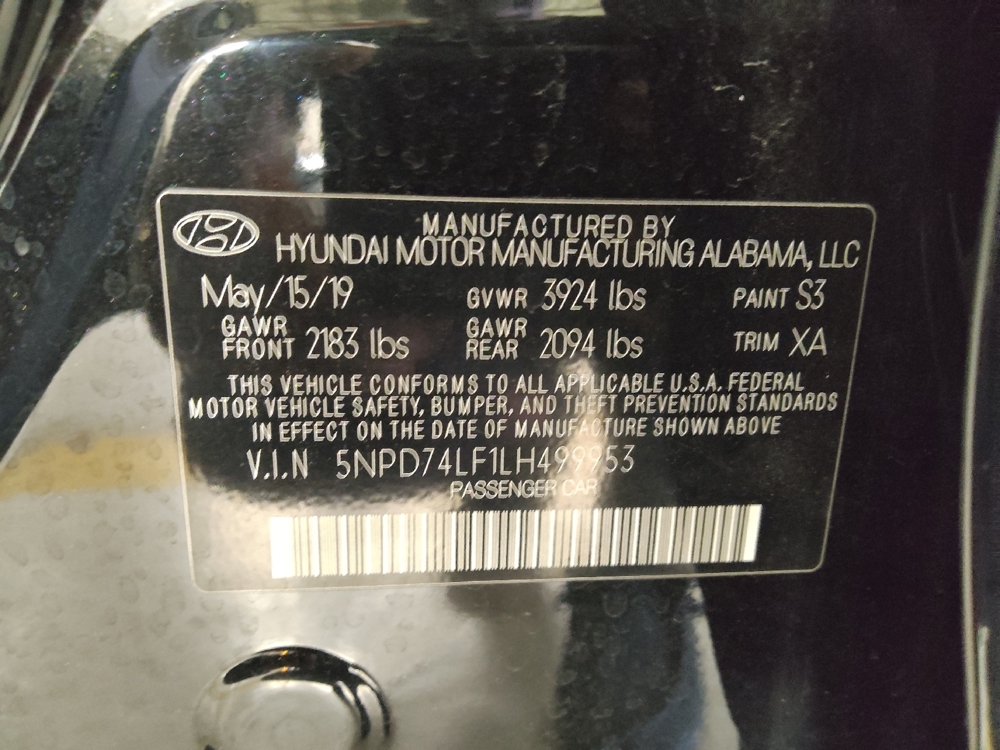 MANUFACTURED BY
HYUNDAI MOTOR MANUFACTURING ALABAMA, LLC
May/15/19 GVWR 3924 lbs PAINT S3
GAWR FRONT 2183 lbs GAWR REAR 2094 lbs TRIM XA
THIS VEHICLE CONFORMS TO ALL APPLICABLE U.S.A. FEDERAL
MOTOR VEHICLE SAFETY, BUMPER, AND THEFT PREVENTION STANDARDS
IN EFFECT ON THE DATE OF MANUFACTURE SHOWN ABOVE
V.I.N 5NPD74LF1LH499953
PASSENGER CAR